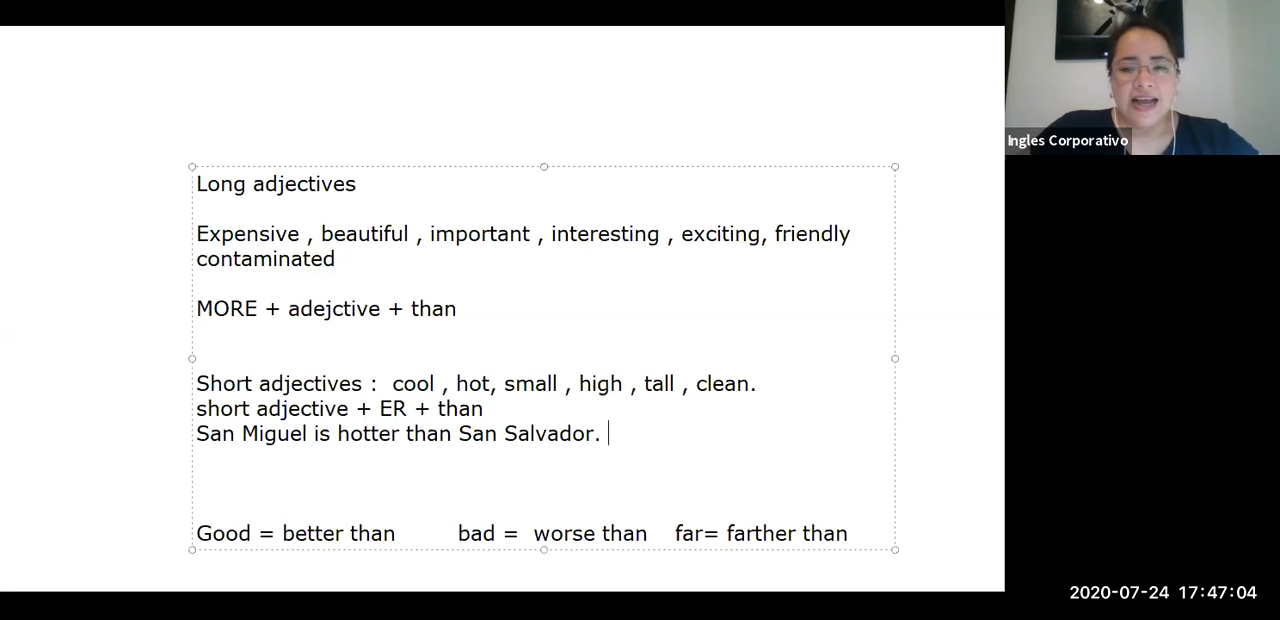 Long adjectives
Expensive , beautiful , important , interesting , exciting, friendly
contaminated
MORE + adejctive + than
Short adjectives :  cool , hot, small , high , tall , clean.
short adjective + ER + than
San Miguel is hotter than San Salvador.
Good = better than bad =  worse than far= farther than
Ingles Corporativo
2020-07-24 17:47:04